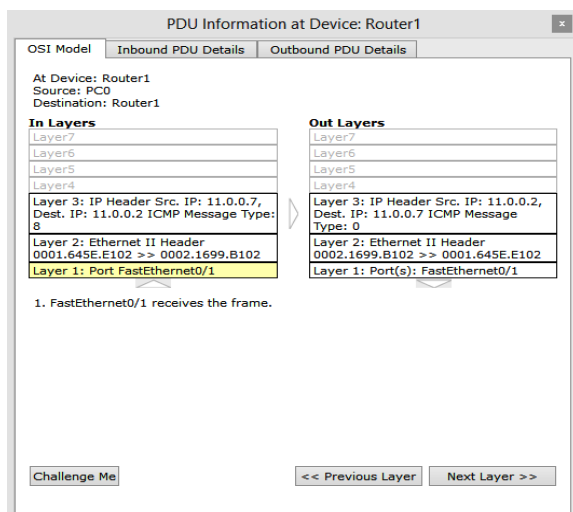 PDU Information at Device: Router1
x
OSI Model
Inbound PDU Details
Outbound PDU Details
At Device: Router1
Source: PC0
Destination: Router1
In Layers
Layer7
Layer6
Layer5
Layer4
Layer 3: IP Header Src. IP: 11.0.0.7,
Dest. IP: 11.0.0.2 ICMP Message Type:
8
Layer 2: Ethernet II Header
0001.645E.E102 >> 0002.1699.B102
Layer 1: Port FastEthernet0/1
Out Layers
Layer7
Layer6
Layer5
Layer4
Layer 3: IP Header Src. IP: 11.0.0.2,
Dest. IP: 11.0.0.7 ICMP Message
Type: 0
Layer 2: Ethernet II Header
0002.1699.B102 >> 0001.645E.E102
Layer 1: Port(s): FastEthernet0/1
1. FastEthernet0/1 receives the frame.
Challenge Me
<< Previous Layer
Next Layer >>